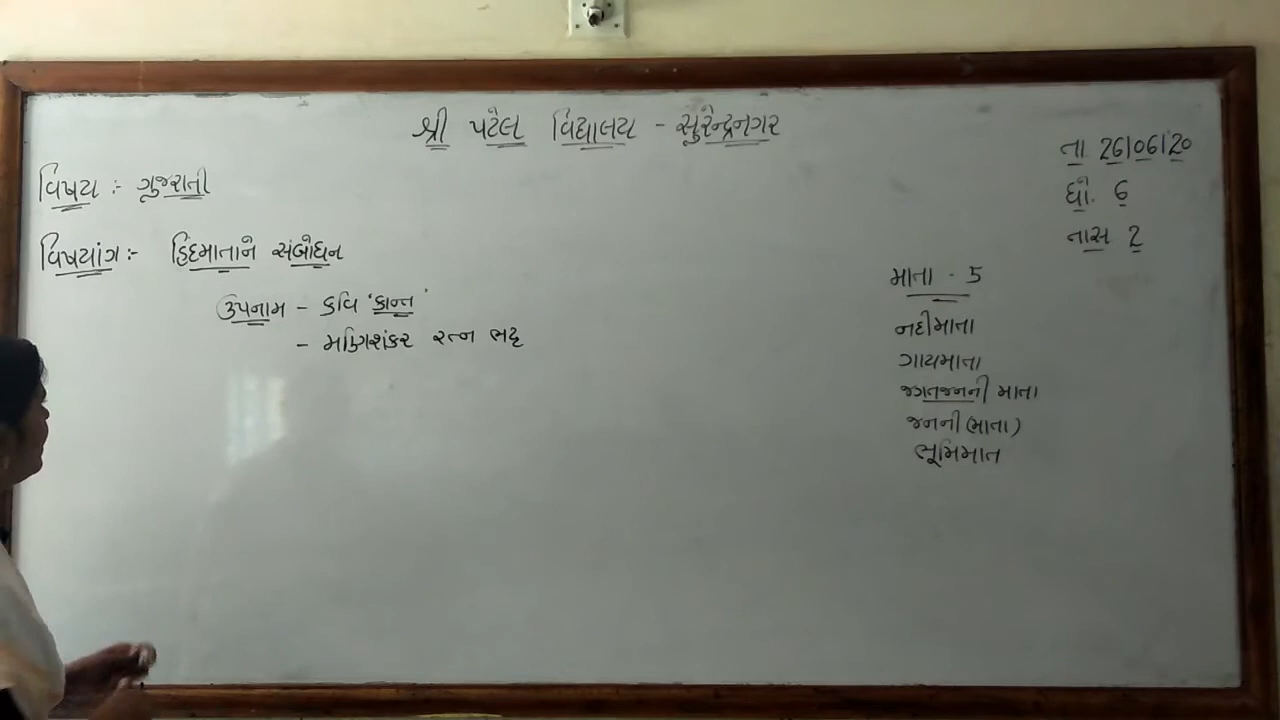 શ્રી પટેલ વિદ્યાલય - સુરેન્દ્રનગર
તા 26/06/20
ધો. 6
તાસ 2
વિષય :- ગુજરાતી
વિષયાંગ :- હિંદમાતાને સંબોધન
ઉપનામ - કવિ 'કાન્ત'
- મણિશંકર રત્ન ભટ્ટ
માતા - 5
નદીમાતા
ગાયમાતા
જગતજનની માતા
જનની (માતા)
ભૂમિમાત